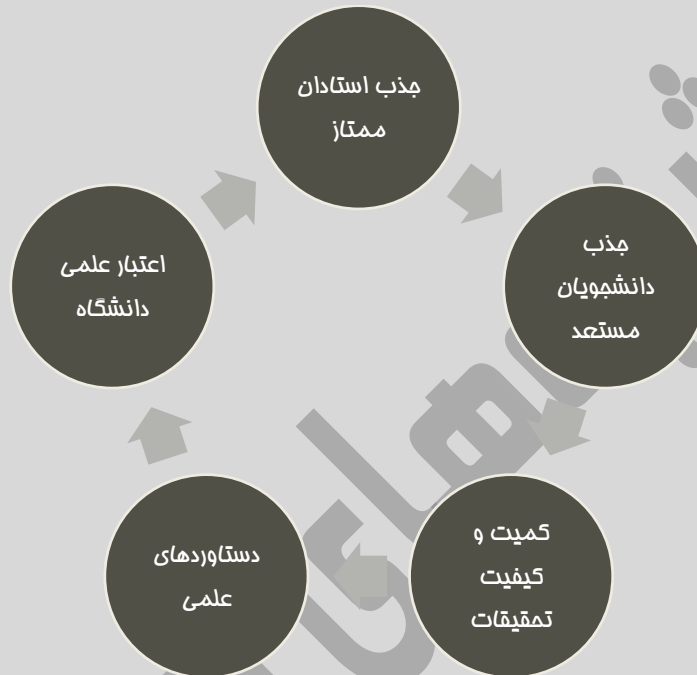 جذب استادان
ممتاز
جذب
دانشجویان
مستعد
کمیت و
کیفیت
تحقیقات
دستاوردهای
علمی
اعتبار علمی
دانشگاه